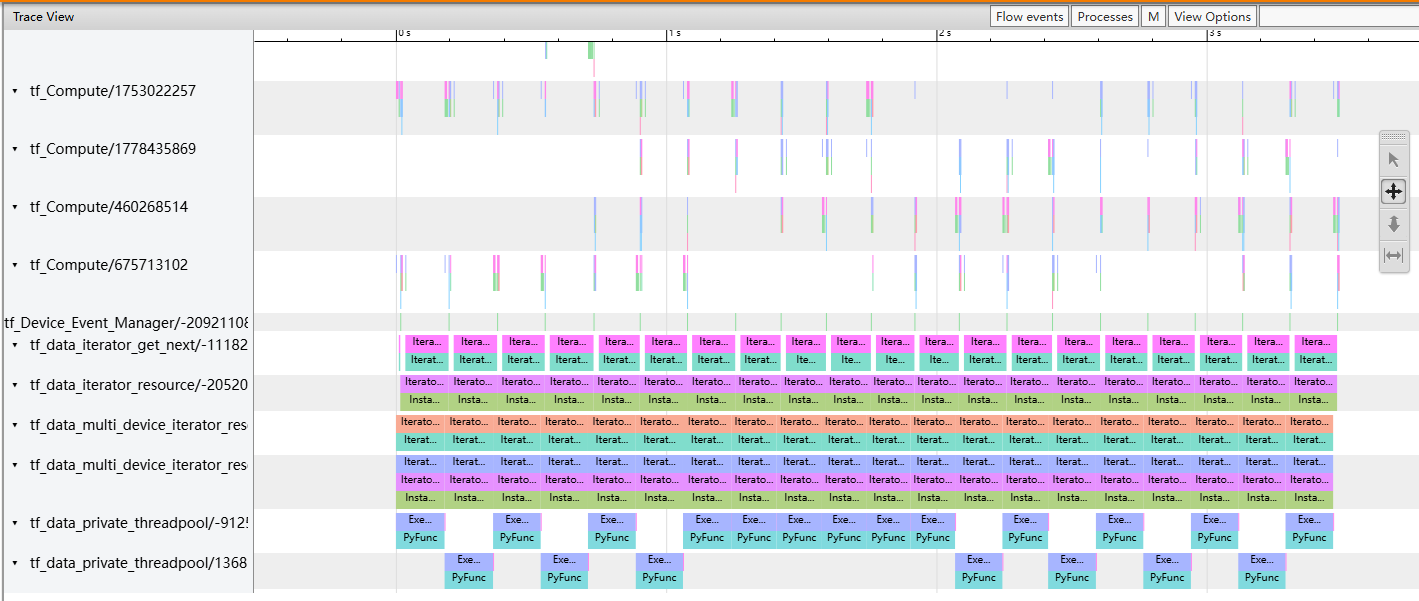 Trace View
Flow events Processes M View Options
0 s 1 s 2 s 3 s
tf_Compute/1753022257
tf_Compute/1778435869
tf_Compute/460268514
tf_Compute/675713102
tf_Device_Event_Manager/-20921108
tf_data_iterator_get_next/-11182
Itera... Itera... Itera... Itera... Itera... Itera... Itera... Itera... Itera... Itera... Itera... Itera... Itera... Itera... Itera... Itera... Itera... Itera... Itera... Itera...
Iterat... Iterat... Iterat... Iterat... Iterat... Iterat... Iterat... Iterat... Ite... Ite... Iterat... Ite... Iterat... Iterat... Iterat... Iterat... Iterat... Iterat... Iterat... Iterat...
tf_data_iterator_resource/-20520
Iterato... Iterato... Iterato... Iterato... Iterato... Iterato... Iterato... Iterato... Iterato... Iterato... Iterato... Iterato... Iterato... Iterato... Iterato... Iterato... Iterato... Iterato... Iterato... Iterato...
Insta... Insta... Insta... Insta... Insta... Insta... Insta... Insta... Insta... Insta... Insta... Insta... Insta... Insta... Insta... Insta... Insta... Insta... Insta... Insta...
tf_data_multi_device_iterator_res
Iterato... Iterato... Iterato... Iterato... Iterato... Iterato... Iterato... Iterato... Iterato... Iterato... Iterato... Iterato... Iterato... Iterato... Iterato... Iterato... Iterato... Iterato... Iterato... Iterato...
Iterat... Iterat... Iterat... Iterat... Iterat... Iterat... Iterat... Iterat... Iterat... Iterat... Iterat... Iterat... Iterat... Iterat... Iterat... Iterat... Iterat... Iterat... Iterat... Iterat...
tf_data_multi_device_iterator_res
Iterat... Iterat... Iterat... Iterat... Iterat... Iterat... Iterat... Iterat... Iterat... Iterat... Iterat... Iterat... Iterat... Iterat... Iterat... Iterat... Iterat... Iterat... Iterat... Iterat...
Iterato... Iterato... Iterato... Iterato... Iterato... Iterato... Iterato... Iterato... Iterato... Iterato... Iterato... Iterato... Iterato... Iterato... Iterato... Iterato... Iterato... Iterato... Iterato... Iterato...
Insta... Insta... Insta... Insta... Insta... Insta... Insta... Insta... Insta... Insta... Insta... Insta... Insta... Insta... Insta... Insta... Insta... Insta... Insta... Insta...
tf_data_private_threadpool/-912
Exe... Exe... Exe... Exe... Exe... Exe... Exe... Exe... Exe... Exe... Exe... Exe... Exe...
PyFunc PyFunc PyFunc PyFunc PyFunc PyFunc PyFunc PyFunc PyFunc PyFunc PyFunc PyFunc PyFunc
tf_data_private_threadpool/1368
Exe... Exe... Exe... Exe... Exe... Exe... Exe...
PyFunc PyFunc PyFunc PyFunc PyFunc PyFunc PyFunc